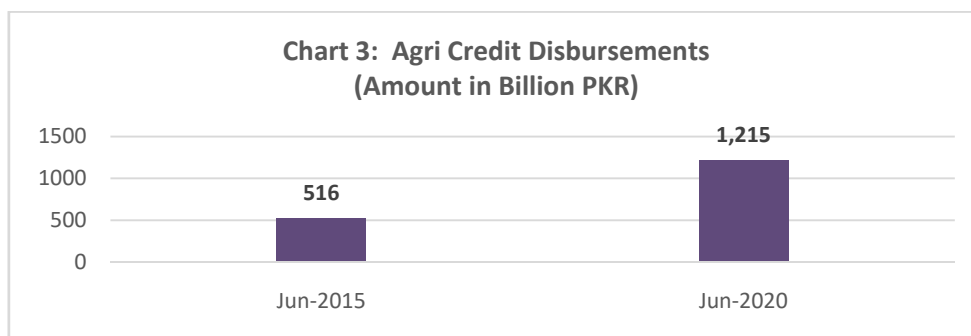 Chart 3: Agri Credit Disbursements
(Amount in Billion PKR)
1500
1000
500
0
516
1,215
Jun-2015
Jun-2020